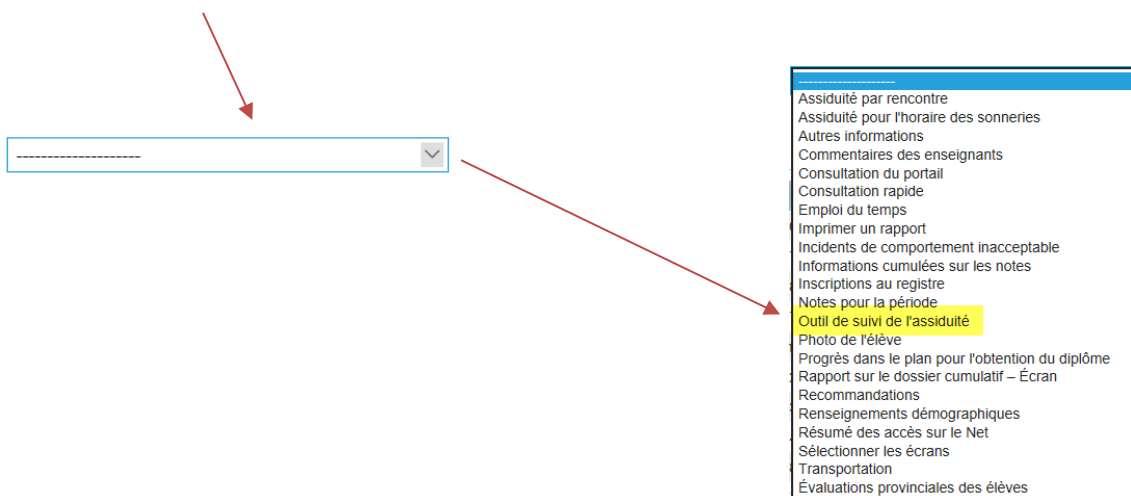 --------------------
--------------------
Assiduité par rencontre
Assiduité pour l'horaire des sonneries
Autres informations
Commentaires des enseignants
Consultation du portail
Consultation rapide
Emploi du temps
Imprimer un rapport
Incidents de comportement inacceptable
Informations cumulées sur les notes
Inscriptions au registre
Notes pour la période
Outil de suivi de l'assiduité
Photo de l'élève
Progrès dans le plan pour l'obtention du diplôme
Rapport sur le dossier cumulatif – Écran
Recommandations
Renseignements démographiques
Résumé des accès sur le Net
Sélectionner les écrans
Transportation
Évaluations provinciales des élèves